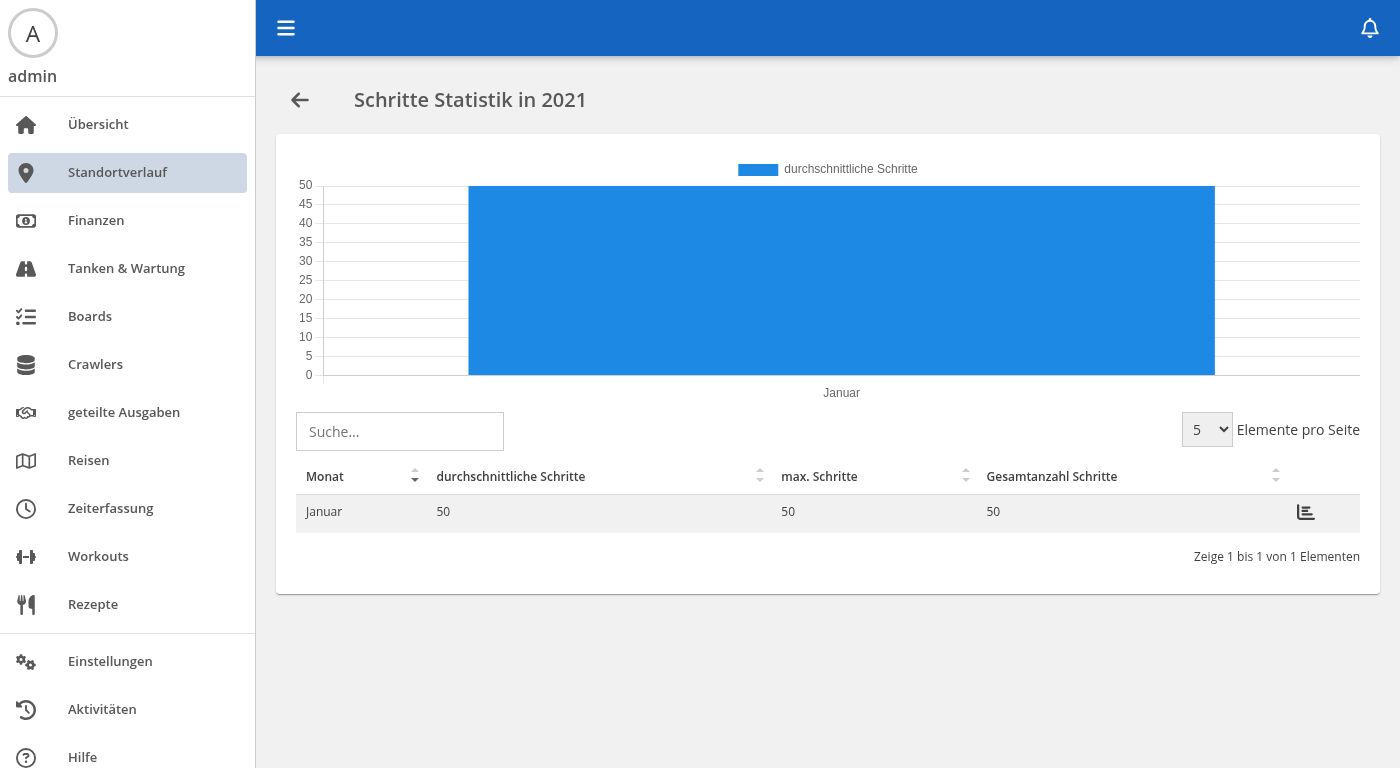 A
admin
Übersicht
Standortverlauf
Finanzen
Tanken & Wartung
Boards
Crawlers
geteilte Ausgaben
Reisen
Zeiterfassung
Workouts
Rezepte
Einstellungen
Aktivitäten
Hilfe
Schritte Statistik in 2021
durchschnittliche Schritte
50
45
40
35
30
25
20
15
10
5
0
Januar
Suche...
5 Elemente pro Seite
Monat durchschnittliche Schritte max. Schritte Gesamtanzahl Schritte
Januar 50 50 50
Zeige 1 bis 1 von 1 Elementen